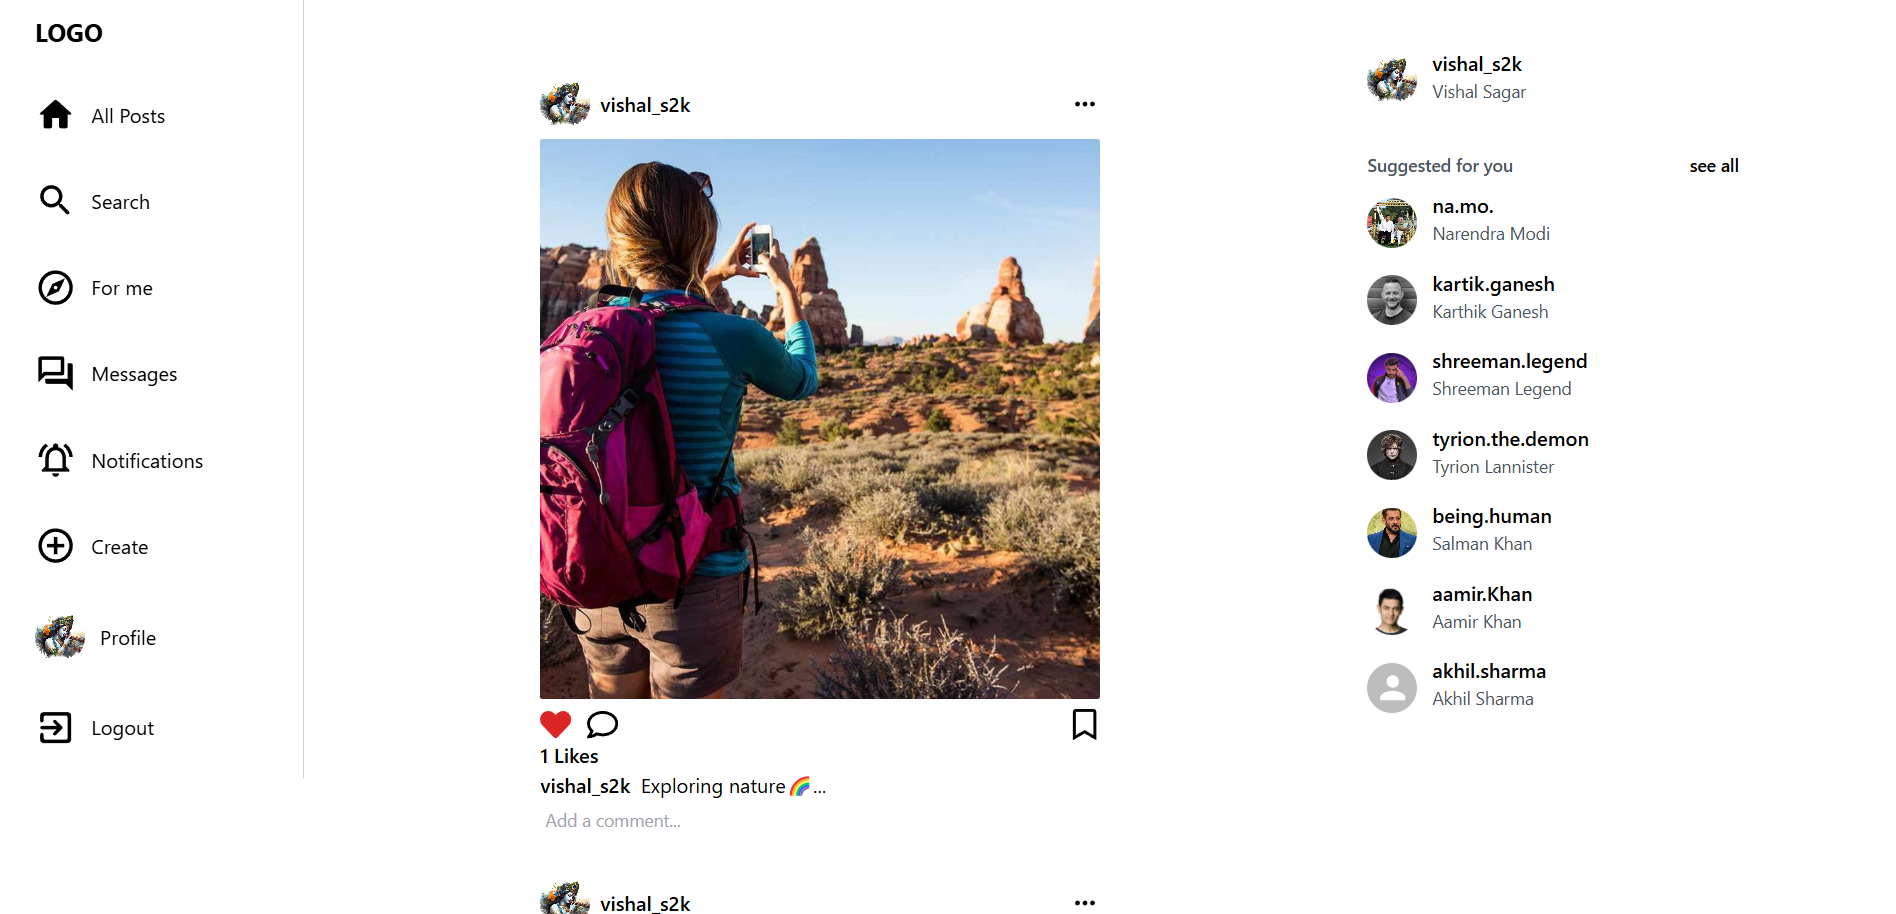 LOGO
All Posts
Search
For me
Messages
Notifications
Create
Profile
Logout
vishal_s2k
1 Likes
vishal_s2k Exploring nature🌈...
Add a comment...
vishal_s2k
vishal_s2k
Vishal Sagar
Suggested for you see all
na.mo.
Narendra Modi
kartik.ganesh
Karthik Ganesh
shreeman.legend
Shreeman Legend
tyrion.the.demon
Tyrion Lannister
being.human
Salman Khan
aamir.Khan
Aamir Khan
akhil.sharma
Akhil Sharma